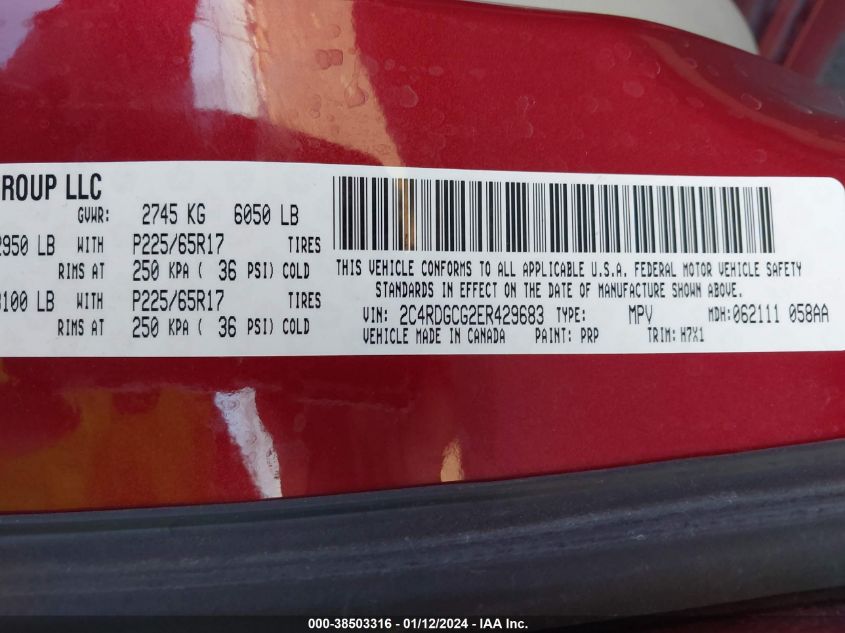 GROUP LLC
GVWR: 2745 KG 6050 LB
2950 LB WITH P225/65R17 TIRES
RIMS AT 250 KPA ( 36 PSI) COLD
3100 LB WITH P225/65R17 TIRES
RIMS AT 250 KPA ( 36 PSI) COLD
THIS VEHICLE CONFORMS TO ALL APPLICABLE U.S.A. FEDERAL MOTOR VEHICLE SAFETY
STANDARDS IN EFFECT ON THE DATE OF MANUFACTURE SHOWN ABOVE.
VIN: 2C4RDGCG2ER429683 TYPE: MPV MDH: 062111 058AA
VEHICLE MADE IN CANADA PAINT: PRP TRIM: H7X1
000-38503316 - 01/12/2024 - IAA Inc.